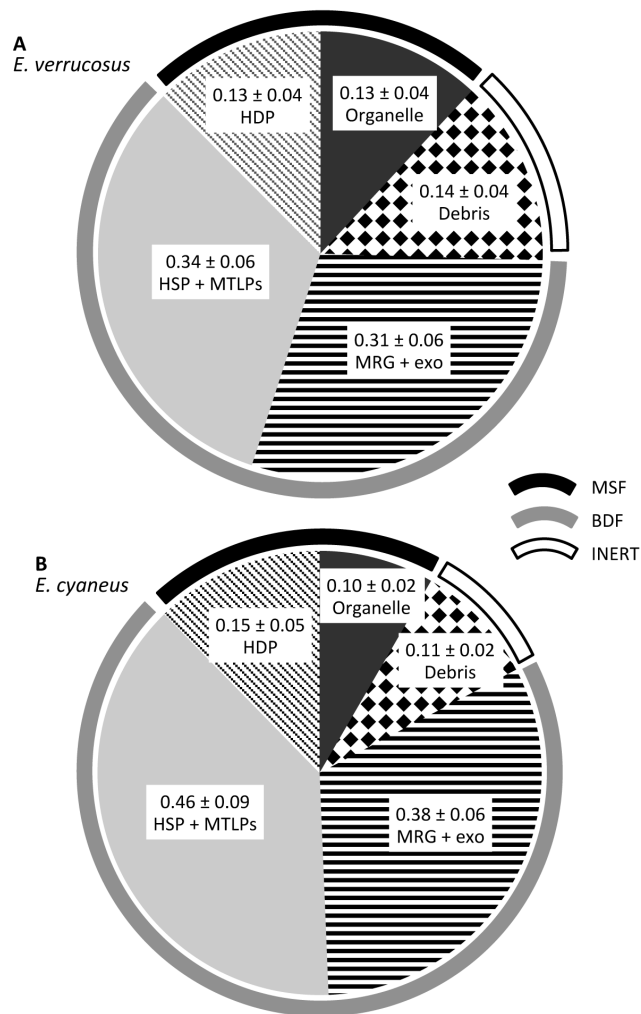 A
E. verrucosus
0.13 ± 0.04
HDP
0.13 ± 0.04
Organelle
0.14 ± 0.04
Debris
0.34 ± 0.06
HSP + MTLPs
0.31 ± 0.06
MRG + exo
MSF
BDF
INERT
B
E. cyaneus
0.15 ± 0.05
HDP
0.10 ± 0.02
Organelle
0.11 ± 0.02
Debris
0.46 ± 0.09
HSP + MTLPs
0.38 ± 0.06
MRG + exo